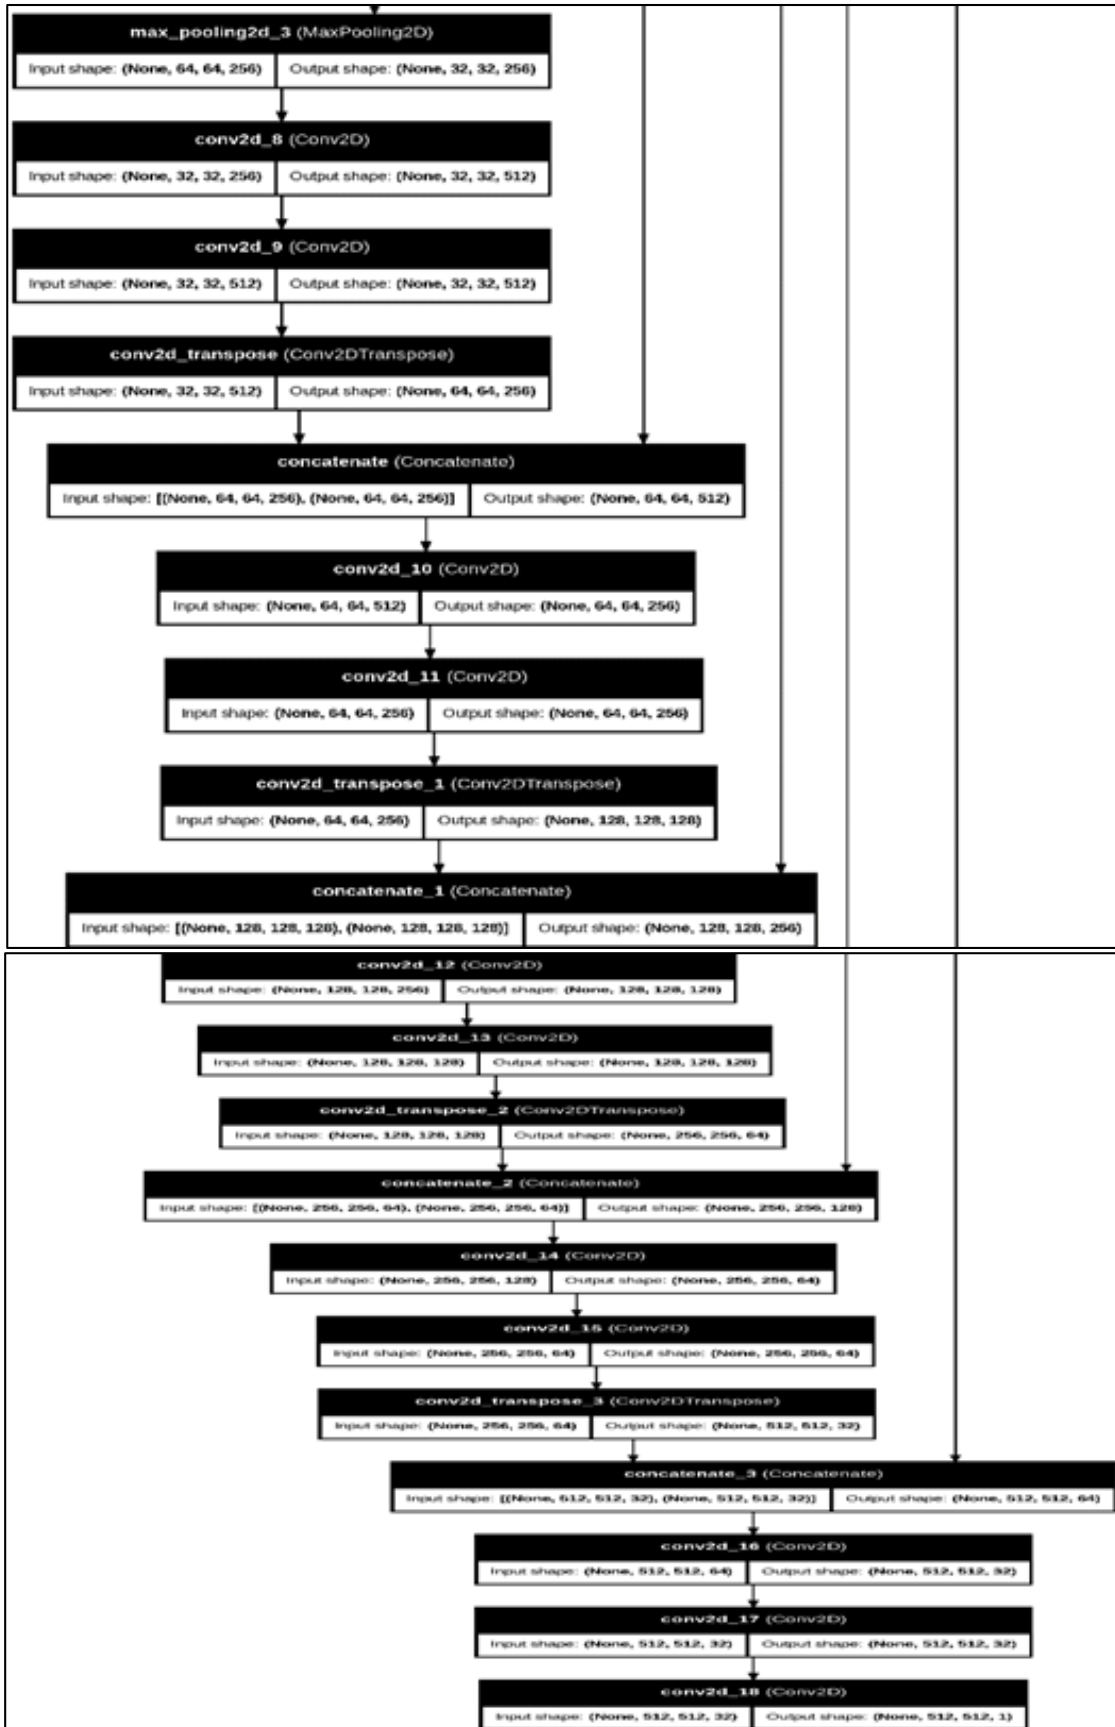 max_pooling2d_3 (MaxPooling2D)
Input shape: (None, 64, 64, 256) Output shape: (None, 32, 32, 256)
conv2d_8 (Conv2D)
Input shape: (None, 32, 32, 256) Output shape: (None, 32, 32, 512)
conv2d_9 (Conv2D)
Input shape: (None, 32, 32, 512) Output shape: (None, 32, 32, 512)
conv2d_transpose (Conv2DTranspose)
Input shape: (None, 32, 32, 512) Output shape: (None, 64, 64, 256)
concatenate (Concatenate)
Input shape: [(None, 64, 64, 256), (None, 64, 64, 256)] Output shape: (None, 64, 64, 512)
conv2d_10 (Conv2D)
Input shape: (None, 64, 64, 512) Output shape: (None, 64, 64, 256)
conv2d_11 (Conv2D)
Input shape: (None, 64, 64, 256) Output shape: (None, 64, 64, 256)
conv2d_transpose_1 (Conv2DTranspose)
Input shape: (None, 64, 64, 256) Output shape: (None, 128, 128, 128)
concatenate_1 (Concatenate)
Input shape: [(None, 128, 128, 128), (None, 128, 128, 128)] Output shape: (None, 128, 128, 256)
conv2d_12 (Conv2D)
Input shape: (None, 128, 128, 256) Output shape: (None, 128, 128, 128)
conv2d_13 (Conv2D)
Input shape: (None, 128, 128, 128) Output shape: (None, 128, 128, 128)
conv2d_transpose_2 (Conv2DTranspose)
Input shape: (None, 128, 128, 128) Output shape: (None, 256, 256, 64)
concatenate_2 (Concatenate)
Input shape: [(None, 256, 256, 64), (None, 256, 256, 64)] Output shape: (None, 256, 256, 128)
conv2d_14 (Conv2D)
Input shape: (None, 256, 256, 128) Output shape: (None, 256, 256, 64)
conv2d_15 (Conv2D)
Input shape: (None, 256, 256, 64) Output shape: (None, 256, 256, 64)
conv2d_transpose_3 (Conv2DTranspose)
Input shape: (None, 256, 256, 64) Output shape: (None, 512, 512, 32)
concatenate_3 (Concatenate)
Input shape: [(None, 512, 512, 32), (None, 512, 512, 32)] Output shape: (None, 512, 512, 64)
conv2d_16 (Conv2D)
Input shape: (None, 512, 512, 64) Output shape: (None, 512, 512, 32)
conv2d_17 (Conv2D)
Input shape: (None, 512, 512, 32) Output shape: (None, 512, 512, 32)
conv2d_18 (Conv2D)
Input shape: (None, 512, 512, 32) Output shape: (None, 512, 512, 1)